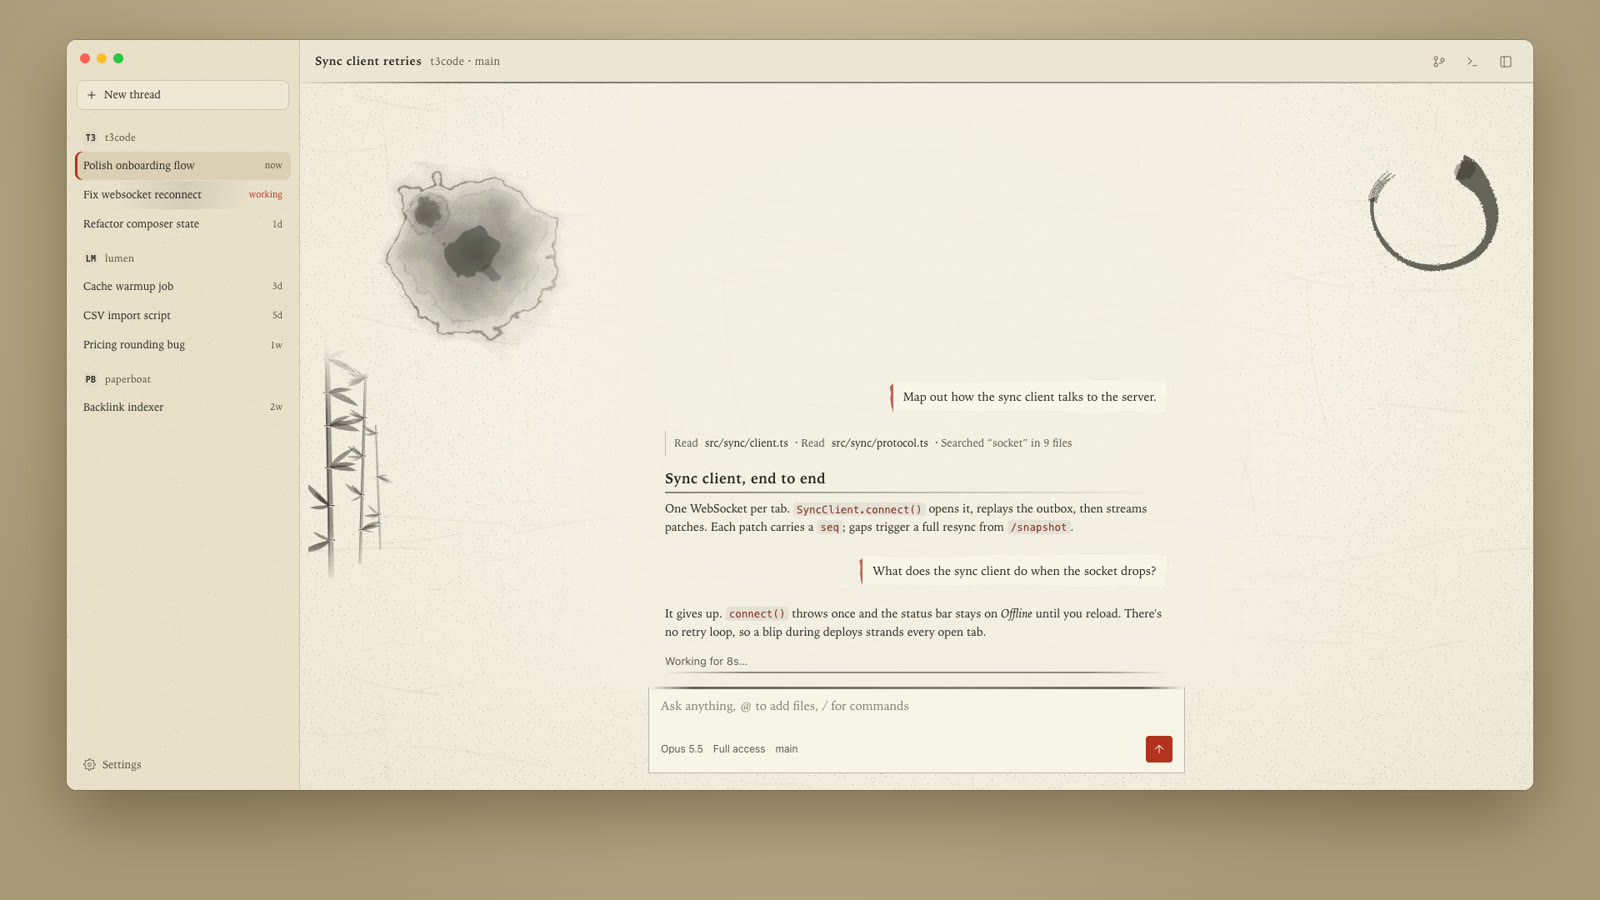 New thread
T3 t3code
Polish onboarding flow now
Fix websocket reconnect working
Refactor composer state 1d
LM lumen
Cache warmup job 3d
CSV import script 5d
Pricing rounding bug 1w
PB paperboat
Backlink indexer 2w
Settings
Sync client retries t3code · main
Map out how the sync client talks to the server.
Read src/sync/client.ts · Read src/sync/protocol.ts · Searched “socket” in 9 files
Sync client, end to end
One WebSocket per tab. SyncClient.connect() opens it, replays the outbox, then streams
patches. Each patch carries a seq; gaps trigger a full resync from /snapshot.
What does the sync client do when the socket drops?
It gives up. connect() throws once and the status bar stays on Offline until you reload. There's
no retry loop, so a blip during deploys strands every open tab.
Working for 8s...
Ask anything, @ to add files, / for commands
Opus 5.5 Full access main